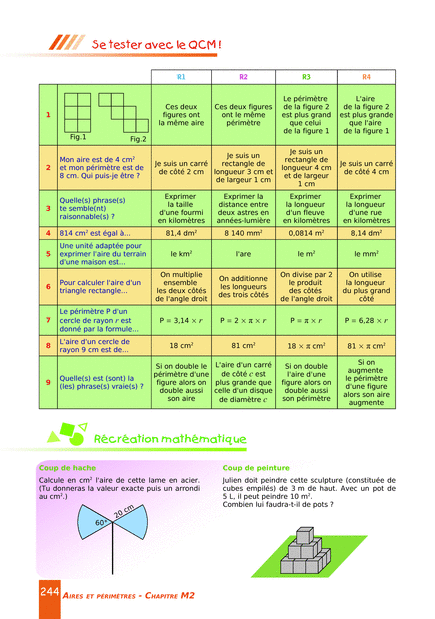 Se tester avec le QCM !
R1 R2 R3 R4
1
Fig.1
Fig.2
Ces deux
figures ont
la même aire
Ces deux figures
ont le même
périmètre
Le périmètre
de la figure 2
est plus grand
que celui
de la figure 1
L'aire
de la figure 2
est plus grande
que l'aire
de la figure 1
2
Mon aire est de 4 cm²
et mon périmètre est de
8 cm. Qui puis-je être ?
Je suis un carré
de côté 2 cm
Je suis un
rectangle de
longueur 3 cm et
de largeur 1 cm
Je suis un
rectangle de
longueur 4 cm
et de largeur
1 cm
Je suis un carré
de côté 4 cm
3
Quelle(s) phrase(s)
te semble(nt)
raisonnable(s) ?
Exprimer
la taille
d'une fourmi
en kilomètres
Exprimer la
distance entre
deux astres en
années-lumière
Exprimer
la longueur
d'un fleuve
en kilomètres
Exprimer
la longueur
d'une rue
en kilomètres
4
814 cm² est égal à...
81,4 dm²
8 140 mm²
0,0814 m²
8,14 dm²
5
Une unité adaptée pour
exprimer l'aire du terrain
d'une maison est...
le km²
l'are
le m²
le mm²
6
Pour calculer l'aire d'un
triangle rectangle...
On multiplie
ensemble
les deux côtés
de l'angle droit
On additionne
les longueurs
des trois côtés
On divise par 2
le produit
des côtés
de l'angle droit
On utilise
la longueur
du plus grand
côté
7
Le périmètre P d'un
cercle de rayon r est
donné par la formule...
P = 3,14 × r
P = 2 × π × r
P = π × r
P = 6,28 × r
8
L'aire d'un cercle de
rayon 9 cm est de...
18 cm²
81 cm²
18 × π cm²
81 × π cm²
9
Quelle(s) est (sont) la
(les) phrase(s) vraie(s) ?
Si on double le
périmètre d'une
figure alors on
double aussi
son aire
L'aire d'un carré
de côté c est
plus grande que
celle d'un disque
de diamètre c
Si on double
l'aire d'une
figure alors on
double aussi
son périmètre
Si on
augmente
le périmètre
d'une figure
alors son aire
augmente
Récréation mathématique
Coup de hache
Calcule en cm² l'aire de cette lame en acier.
(Tu donneras la valeur exacte puis un arrondi
au cm².)
20 cm
60°
Coup de peinture
Julien doit peindre cette sculpture (constituée de
cubes empilés) de 3 m de haut. Avec un pot de
5 L, il peut peindre 10 m².
Combien lui faudra-t-il de pots ?
244 Aires et périmètres - Chapitre M2